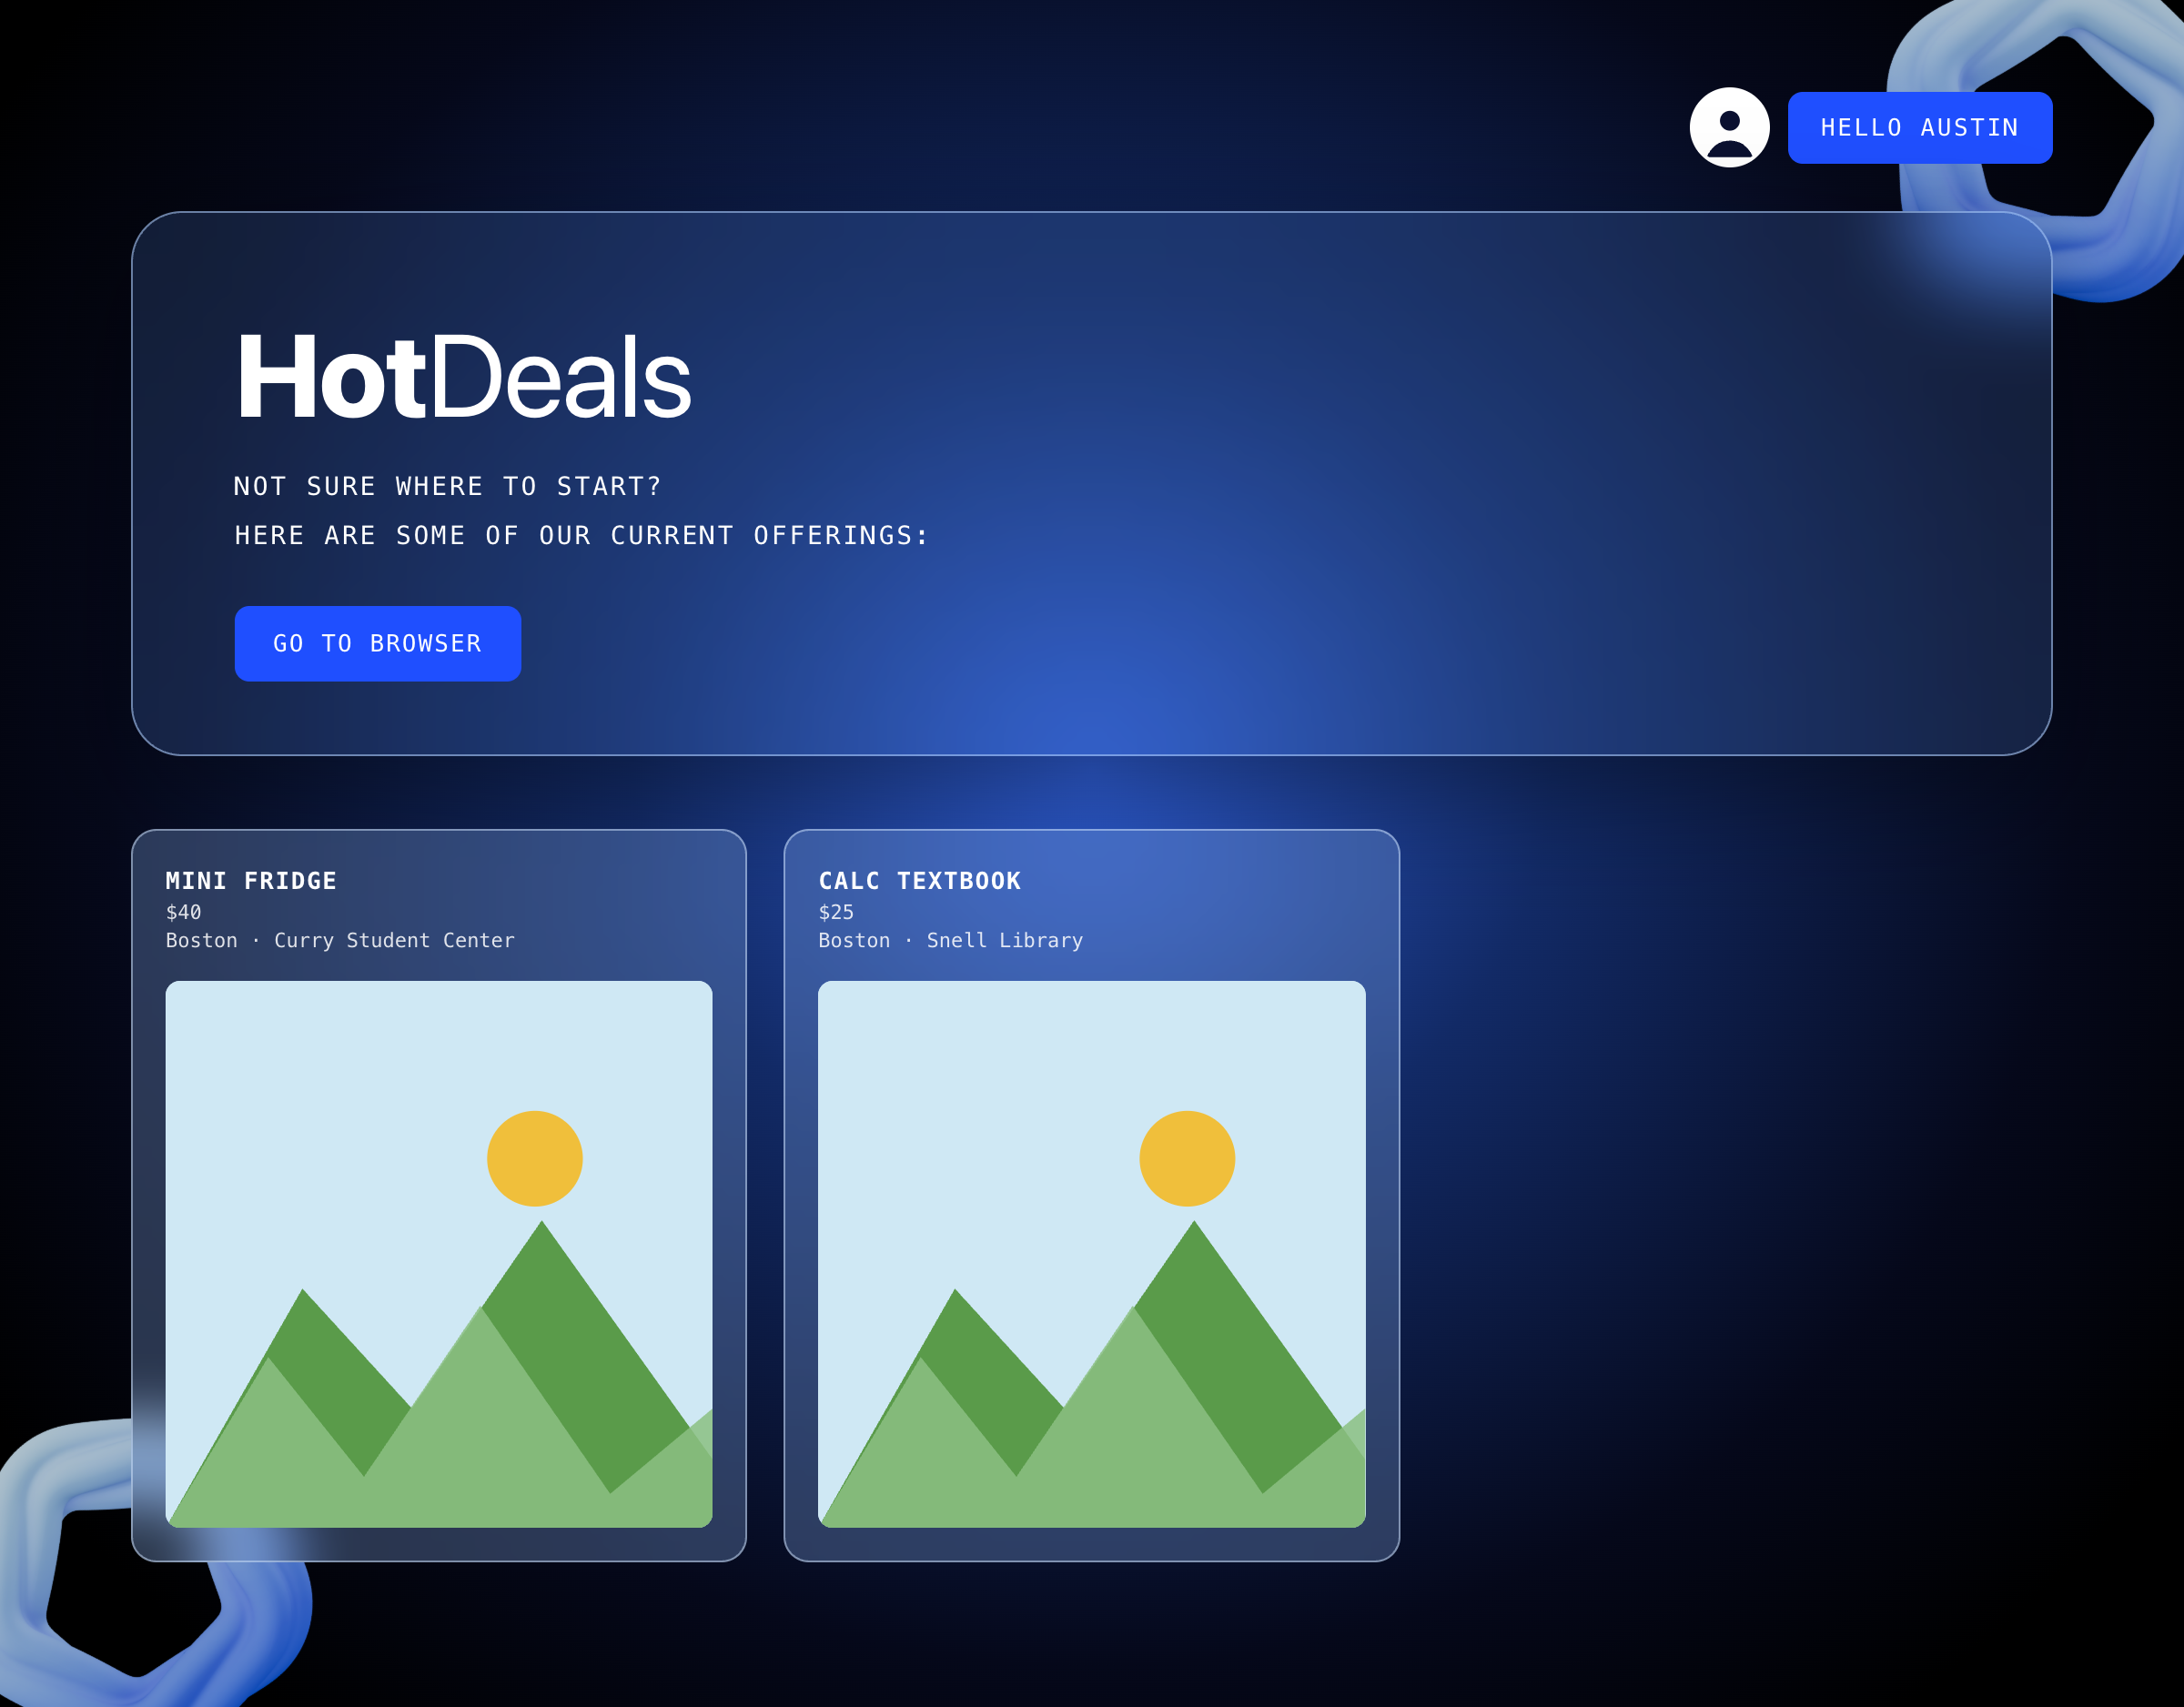 HELLO AUSTIN
HotDeals
NOT SURE WHERE TO START?
HERE ARE SOME OF OUR CURRENT OFFERINGS:
GO TO BROWSER
MINI FRIDGE
$40
Boston · Curry Student Center
CALC TEXTBOOK
$25
Boston · Snell Library